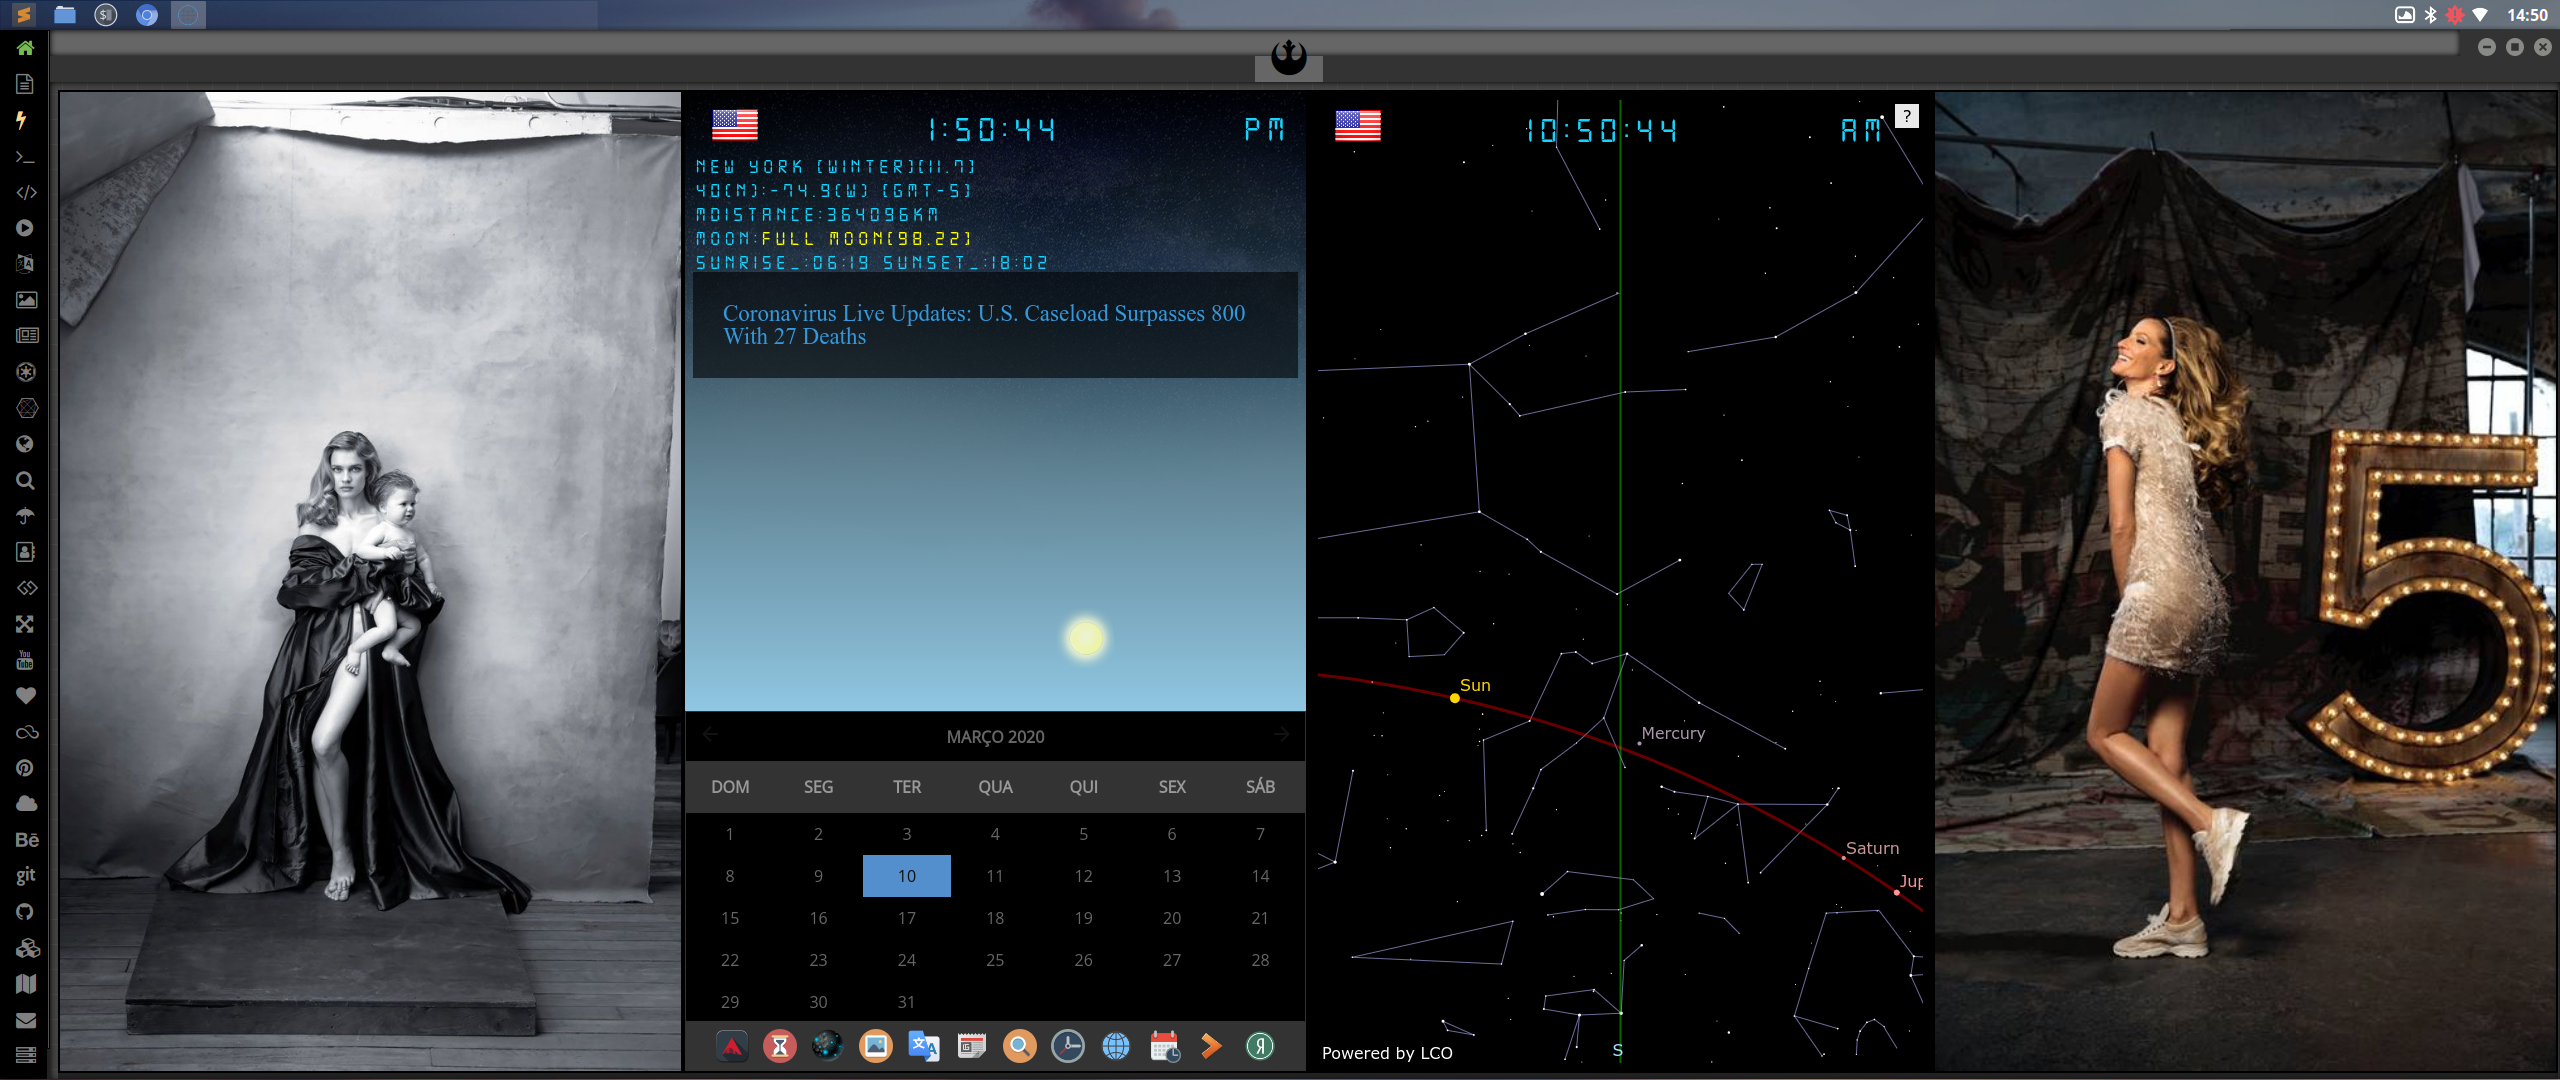 14:50
1:50:44 PM
NEW YORK [WINTER][11.7]
40(N):-74.9(W) [GMT-5]
MDISTANCE:364096KM
MOON:FULL MOON[98.22]
SUNRISE_:06:19 SUNSET_:18:02
Coronavirus Live Updates: U.S. Caseload Surpasses 800
With 27 Deaths
MARÇO 2020
DOM SEG TER QUA QUI SEX SÁB
1 2 3 4 5 6 7
8 9 10 11 12 13 14
15 16 17 18 19 20 21
22 23 24 25 26 27 28
29 30 31
10:50:44 AM
?
Sun
Mercury
Saturn
Jup
S
Powered by LCO
5
You
Tube
Bē
git